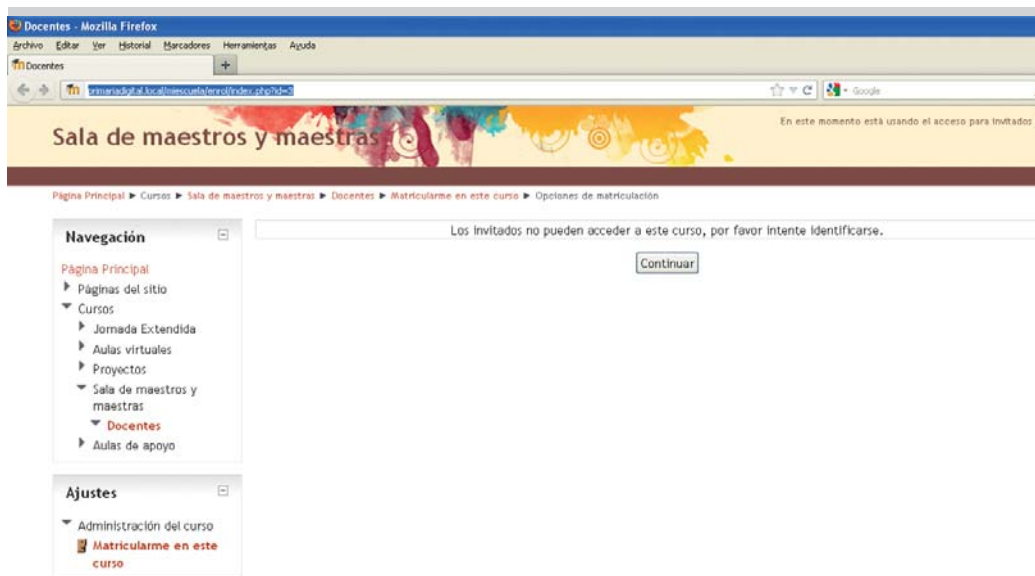 Docentes - Mozilla Firefox
Archivo Editar Ver Historial Marcadores Herramientas Ayuda
Docentes +
primariadigital.local/miescuela/enrol/index.php?id=3
Google
Sala de maestros y maestras
En este momento está usando el acceso para invitados
Página Principal ► Cursos ► Sala de maestros y maestras ► Docentes ► Matricularme en este curso ► Opciones de matriculación
Navegación
Página Principal
Páginas del sitio
Cursos
Jornada Extendida
Aulas virtuales
Proyectos
Sala de maestros y
maestras
Docentes
Aulas de apoyo
Los invitados no pueden acceder a este curso, por favor intente identificarse.
Continuar
Ajustes
Administración del curso
Matricularme en este
curso